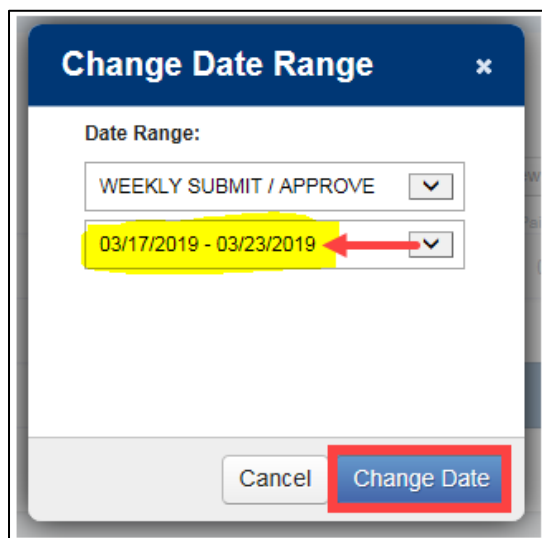 Change Date Range ×
Date Range:
WEEKLY SUBMIT / APPROVE
03/17/2019 - 03/23/2019
Cancel Change Date